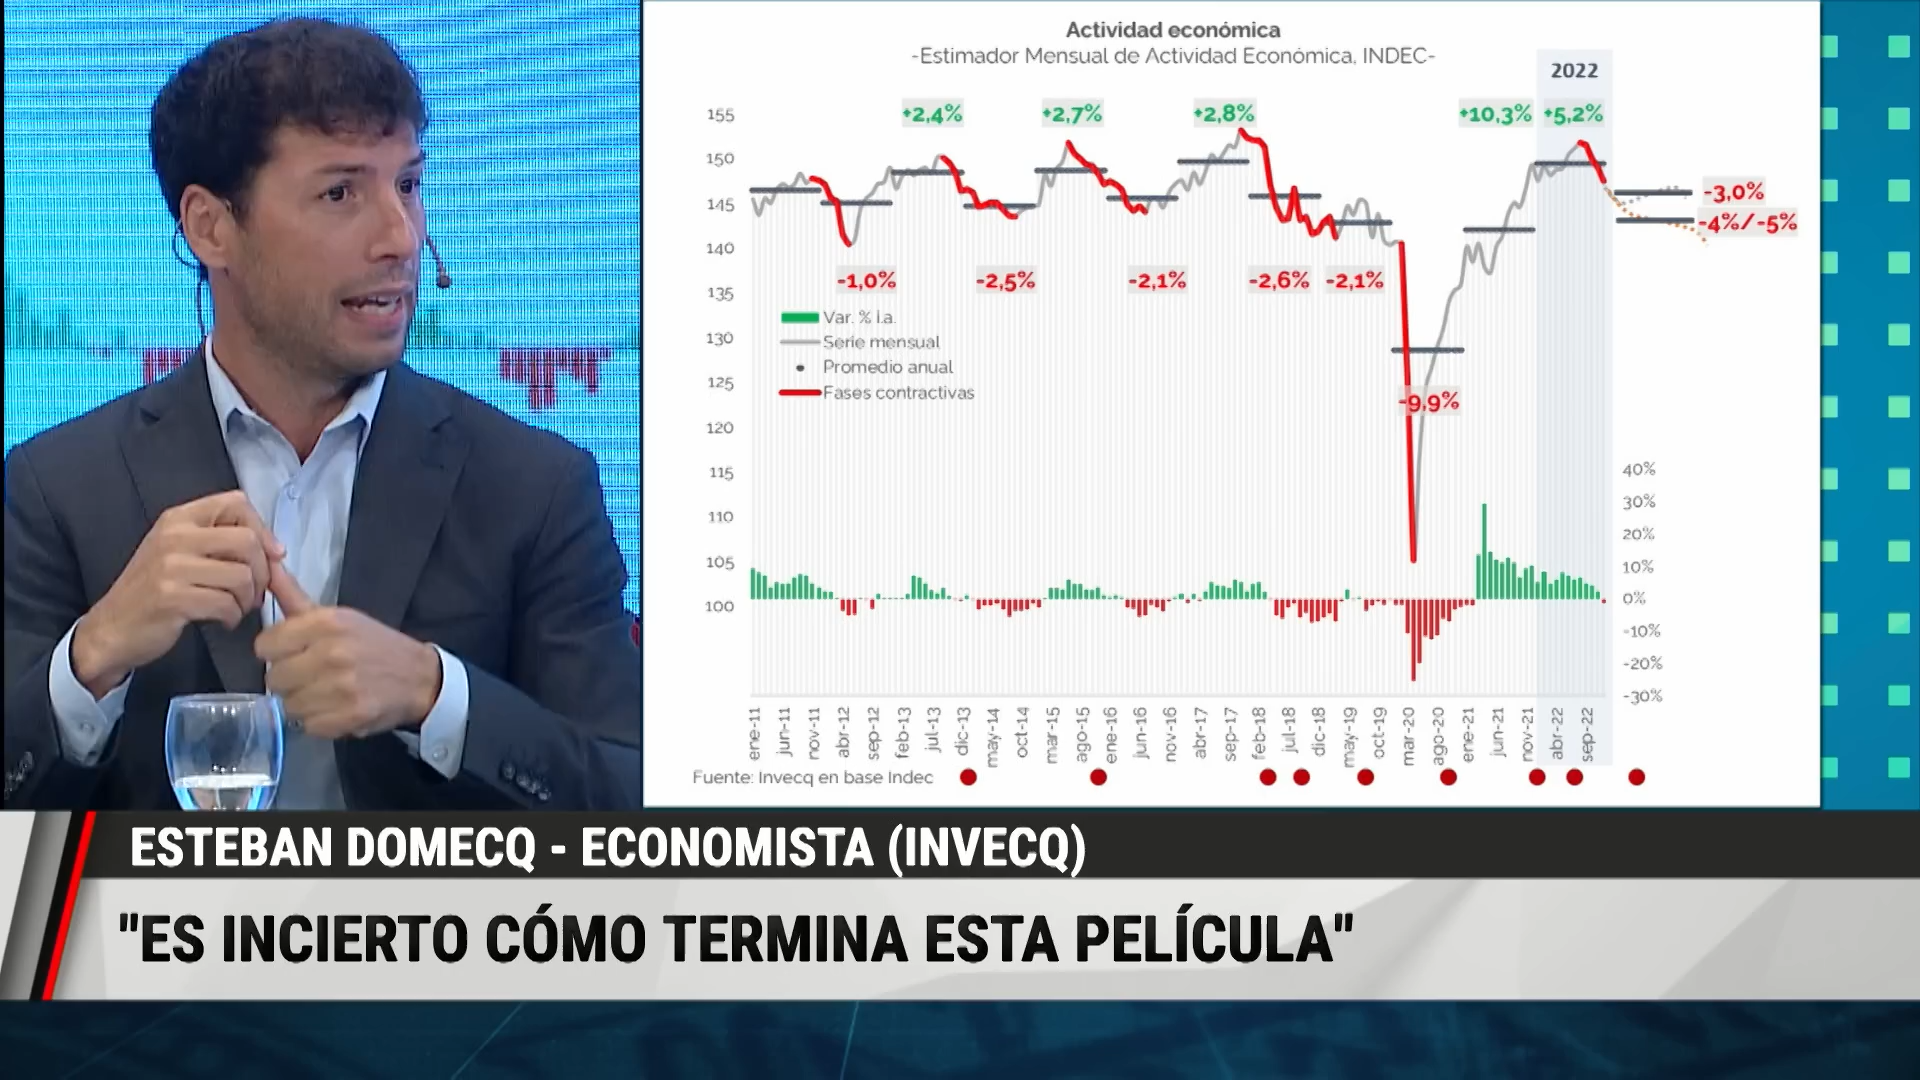 Actividad económica
-Estimador Mensual de Actividad Económica, INDEC-
2022
+2,4%
+2,7%
+2,8%
+10,3%
+5,2%
155
150
145
140
135
130
125
120
115
110
105
100
-3,0%
-4%/-5%
-1,0%
-2,5%
-2,1%
-2,6%
-2,1%
-9,9%
Var. % i.a.
Serie mensual
Promedio anual
Fases contractivas
40%
30%
20%
10%
0%
-10%
-20%
-30%
ene-11
jun-11
nov-11
abr-12
sep-12
feb-13
jul-13
dic-13
may-14
oct-14
mar-15
ago-15
ene-16
jun-16
nov-16
abr-17
sep-17
feb-18
jul-18
dic-18
may-19
oct-19
mar-20
ago-20
ene-21
jun-21
nov-21
abr-22
sep-22
Fuente: Invecq en base Indec
ESTEBAN DOMECQ - ECONOMISTA (INVECQ)
"ES INCIERTO CÓMO TERMINA ESTA PELÍCULA"